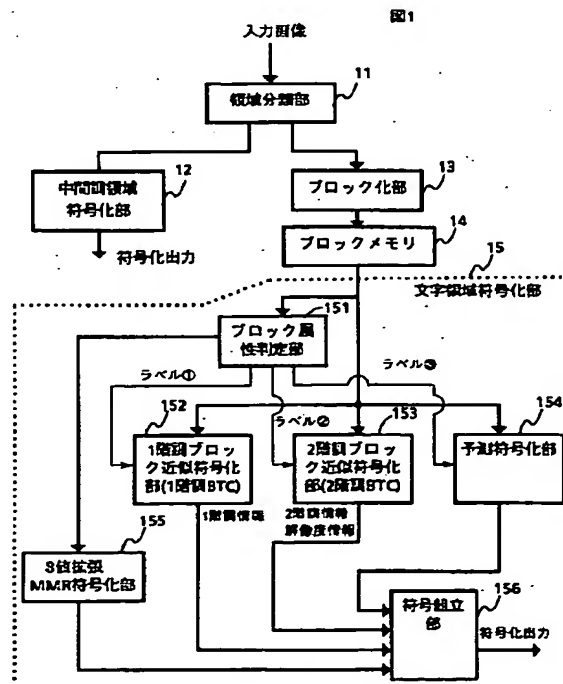 図1
入力画像
11
領域分類部
12
中間調領域
符号化部
13
ブロック化部
14
ブロックメモリ
符号化出力
15
文字領域符号化部
151
ブロック属
性判定部
ラベル①
ラベル②
ラベル③
152
1階調ブロッ
ク近似符号化
部(1階調BTC)
153
2階調ブロッ
ク近似符号化
部(2階調BTC)
154
予測符号化部
1階調情報
2階調情報
解像度情報
155
3値拡張
MMR符号化部
156
符号組立
部
符号化出力